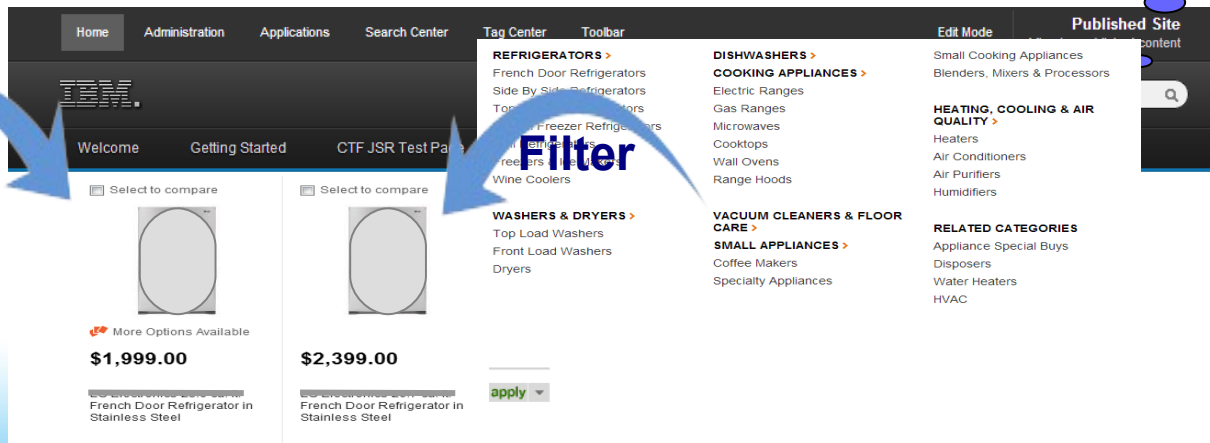 Home Administration Applications Search Center Tag Center Toolbar Edit Mode Published Site
content
IBM.
Welcome Getting Started CTF JSR Test Page
REFRIGERATORS >
French Door Refrigerators
Side By Side Refrigerators
Freezer Refrigerators
Wine Coolers
WASHERS & DRYERS >
Top Load Washers
Front Load Washers
Dryers
Filter
DISHWASHERS >
COOKING APPLIANCES >
Electric Ranges
Gas Ranges
Microwaves
Cooktops
Wall Ovens
Range Hoods
VACUUM CLEANERS & FLOOR
CARE >
SMALL APPLIANCES >
Coffee Makers
Specialty Appliances
Small Cooking Appliances
Blenders, Mixers & Processors
HEATING, COOLING & AIR
QUALITY >
Heaters
Air Conditioners
Air Purifiers
Humidifiers
RELATED CATEGORIES
Appliance Special Buys
Disposers
Water Heaters
HVAC
Select to compare
More Options Available
$1,999.00
French Door Refrigerator in
Stainless Steel
Select to compare
$2,399.00
French Door Refrigerator in
Stainless Steel
apply